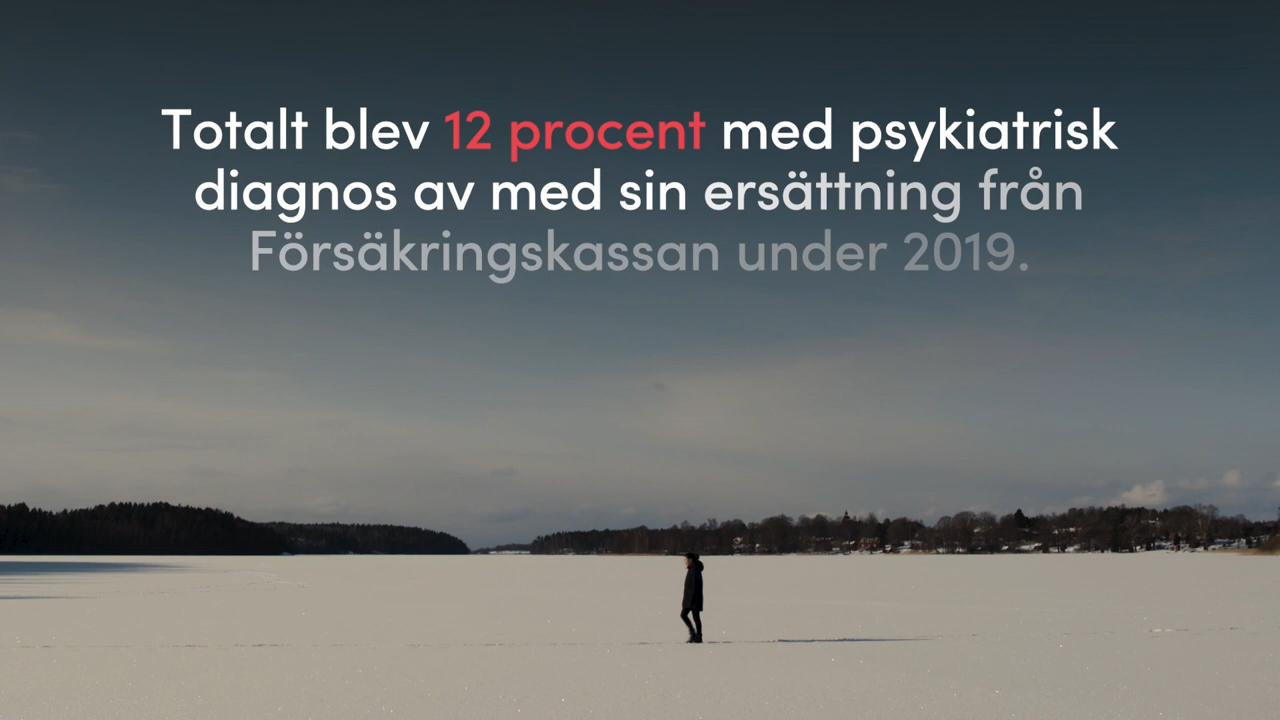 Totalt blev 12 procent med psykiatrisk
diagnos av med sin ersättning från
Försäkringskassan under 2019.